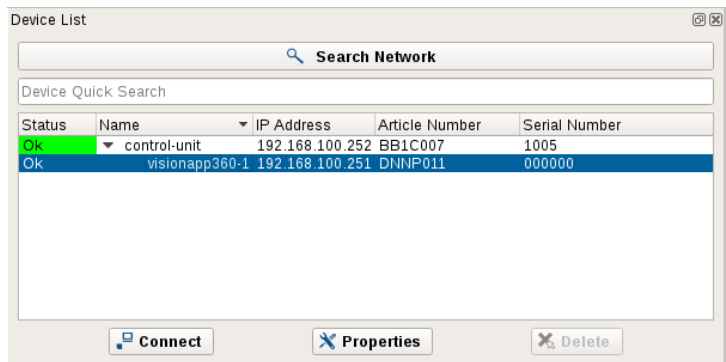 Device List
Search Network
Device Quick Search
Status Name IP Address Article Number Serial Number
Ok control-unit 192.168.100.252 BB1C007 1005
Ok visionapp360-1 192.168.100.251 DNNP011 000000
Connect Properties Delete